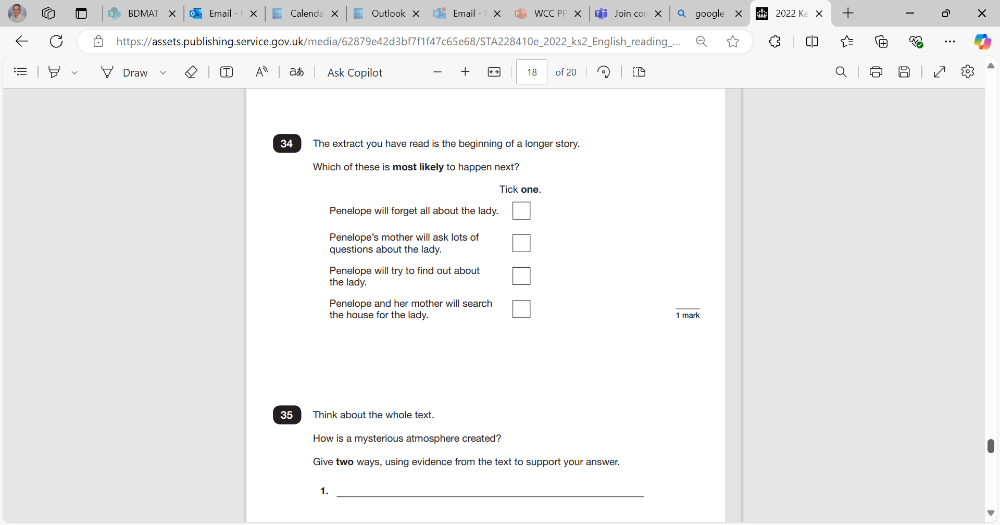 BDMAT
Email -
Calenda
Outlook
Email -
WCC PP
Join con
google
2022 Ke
https://assets.publishing.service.gov.uk/media/62879e42d3bf7f1f47c65e68/STA228410e_2022_ks2_English_reading_...
Draw
aあ
Ask Copilot
18 of 20
34 The extract you have read is the beginning of a longer story.
Which of these is most likely to happen next?
Tick one.
Penelope will forget all about the lady.
Penelope’s mother will ask lots of
questions about the lady.
Penelope will try to find out about
the lady.
Penelope and her mother will search
the house for the lady.
1 mark
35 Think about the whole text.
How is a mysterious atmosphere created?
Give two ways, using evidence from the text to support your answer.
1.